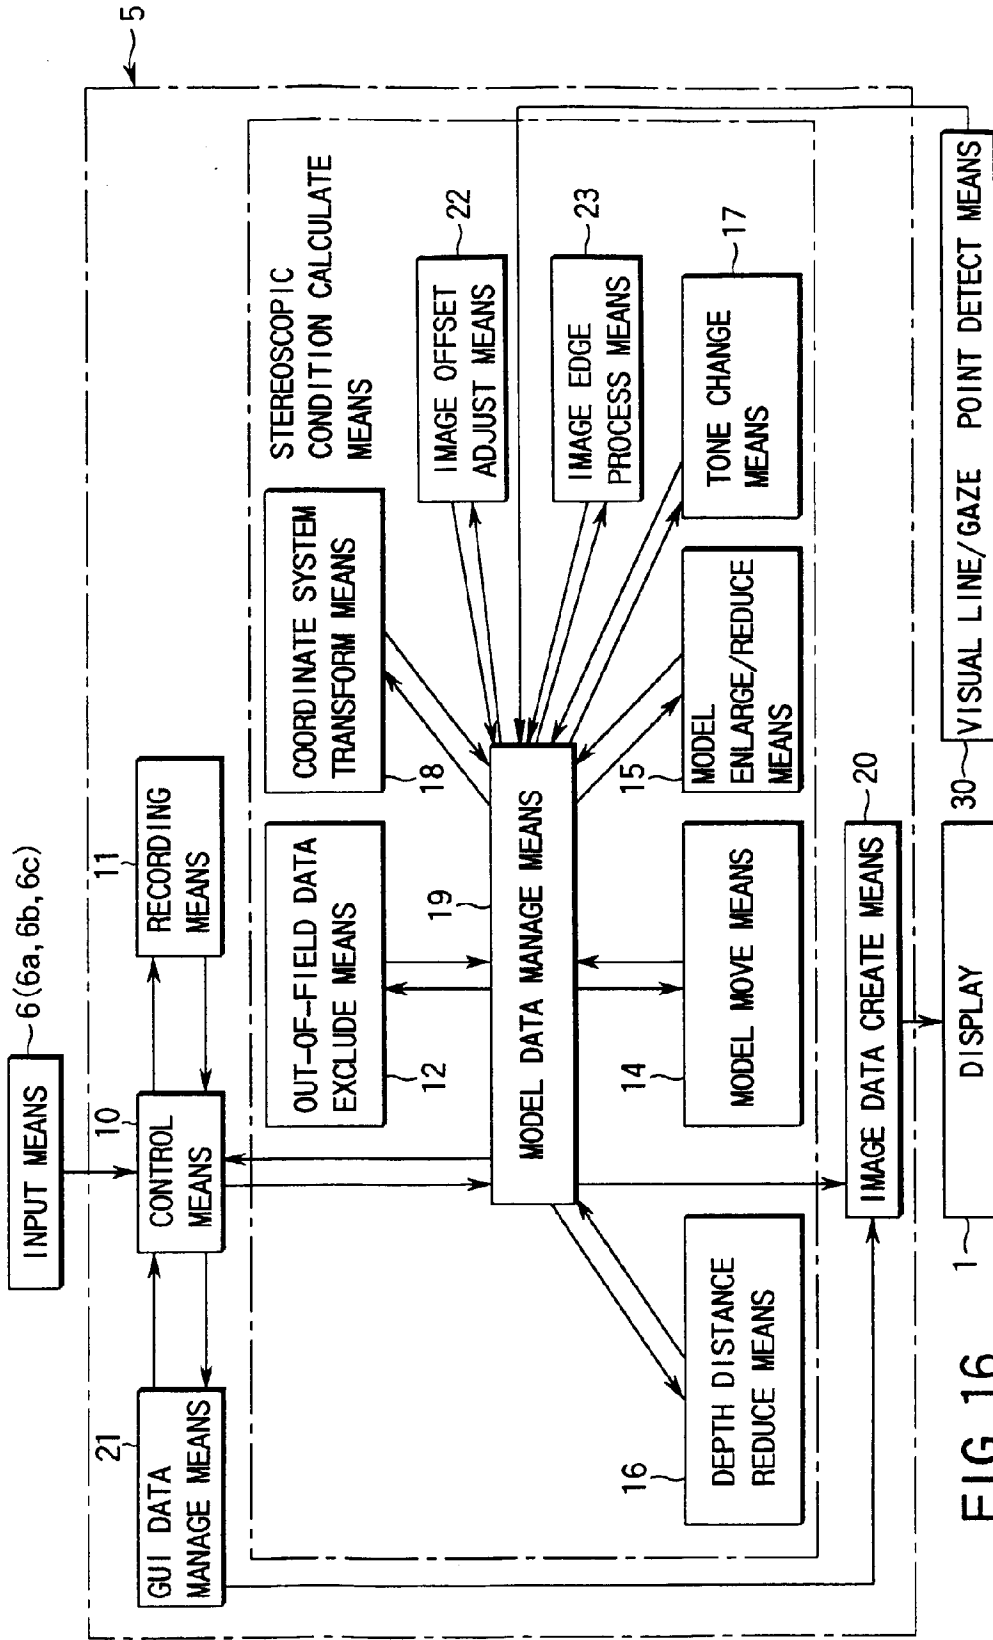 INPUT MEANS
6(6a, 6b, 6c)
5
21
GUI DATA
MANAGE MEANS
10
CONTROL
MEANS
11
RECORDING
MEANS
STEREOSCOPIC
CONDITION CALCULATE
MEANS
OUT-OF-FIELD DATA
EXCLUDE MEANS
12
COORDINATE SYSTEM
TRANSFORM MEANS
18
IMAGE OFFSET
ADJUST MEANS
22
19
MODEL DATA MANAGE MEANS
IMAGE EDGE
PROCESS MEANS
23
16
DEPTH DISTANCE
REDUCE MEANS
14
MODEL MOVE MEANS
15
MODEL
ENLARGE/REDUCE
MEANS
TONE CHANGE
MEANS
17
IMAGE DATA CREATE MEANS
20
1
DISPLAY
30
VISUAL LINE/GAZE POINT DETECT MEANS
FIG. 16